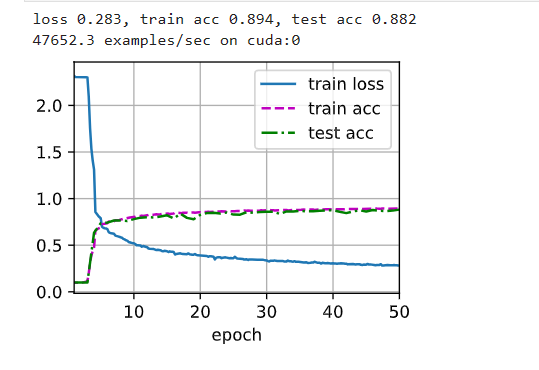 loss 0.283, train acc 0.894, test acc 0.882
47652.3 examples/sec on cuda:0
train loss
train acc
test acc
2.0
1.5
1.0
0.5
0.0
10 20 30 40 50
epoch